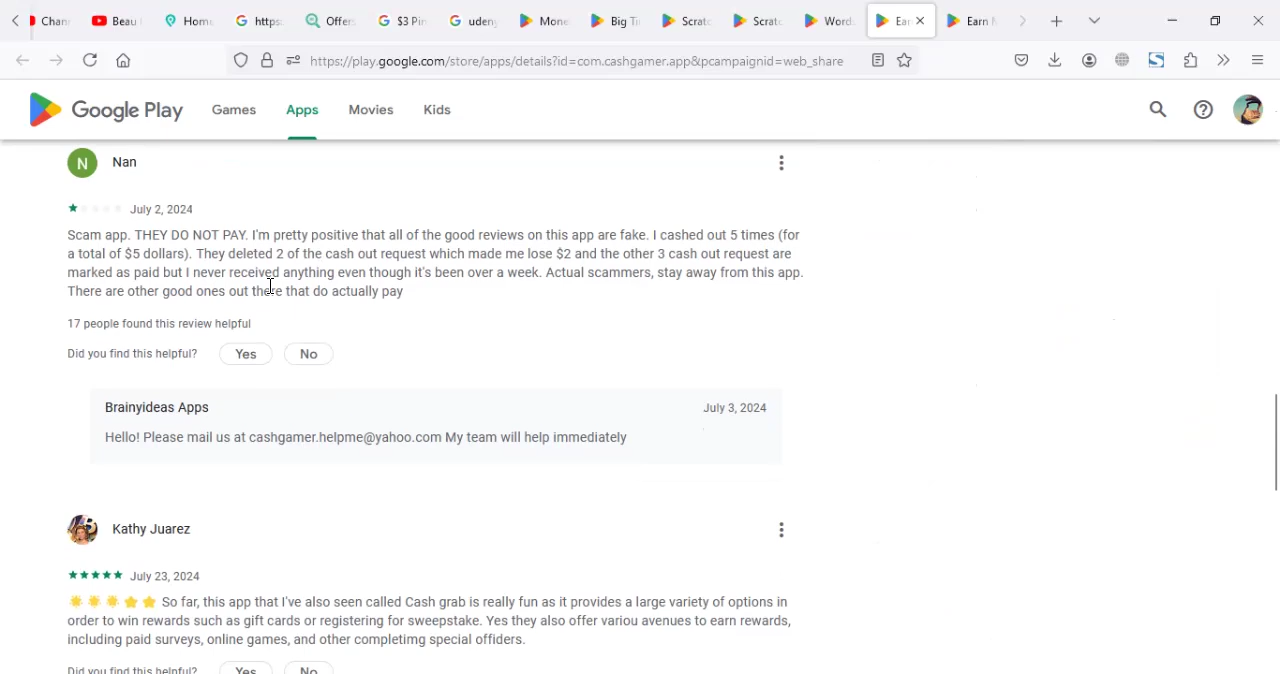 Chann
Beau
Home
https:
Offers
$3 Pin
udeny
Mone
Big Ti
Scratc
Scratc
Words
Ear
Earn M
https://play.google.com/store/apps/details?id=com.cashgamer.app&pcampaignid=web_share
Google Play
Games
Apps
Movies
Kids
N
Nan
July 2, 2024
Scam app. THEY DO NOT PAY. I'm pretty positive that all of the good reviews on this app are fake. I cashed out 5 times (for
a total of $5 dollars). They deleted 2 of the cash out request which made me lose $2 and the other 3 cash out request are
marked as paid but I never received anything even though it's been over a week. Actual scammers, stay away from this app.
There are other good ones out there that do actually pay
17 people found this review helpful
Did you find this helpful?
Yes
No
Brainyideas Apps
July 3, 2024
Hello! Please mail us at cashgamer.helpme@yahoo.com My team will help immediately
Kathy Juarez
July 23, 2024
So far, this app that I've also seen called Cash grab is really fun as it provides a large variety of options in
order to win rewards such as gift cards or registering for sweepstake. Yes they also offer variou avenues to earn rewards,
including paid surveys, online games, and other completimg special offiders.
Did you find this helpful?
Yes
No